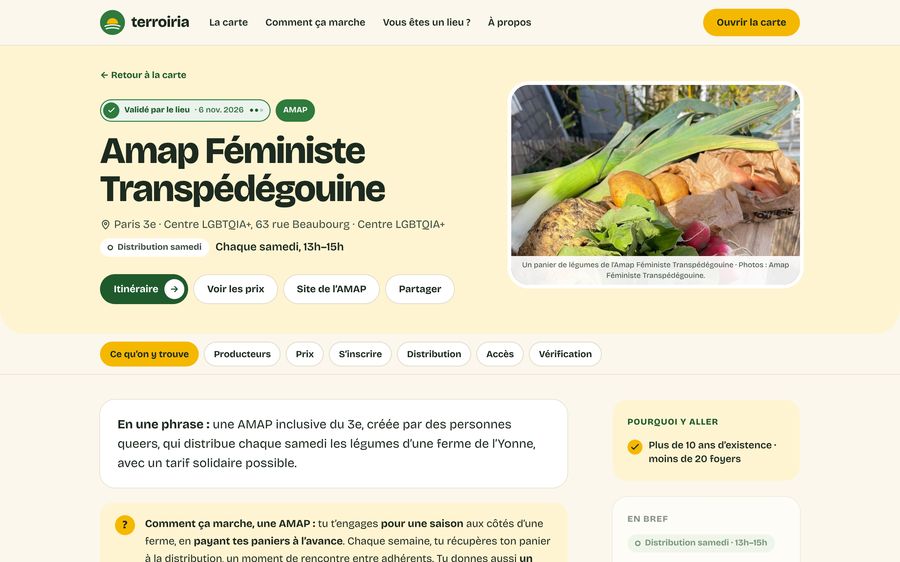 terroiria
La carte
Comment ça marche
Vous êtes un lieu ?
À propos
Ouvrir la carte
← Retour à la carte
Validé par le lieu · 6 nov. 2026
AMAP
Amap Féministe
Transpédégouine
Paris 3e · Centre LGBTQIA+, 63 rue Beaubourg · Centre LGBTQIA+
Distribution samedi
Chaque samedi, 13h–15h
Itinéraire →
Voir les prix
Site de l'AMAP
Partager
Un panier de légumes de l'Amap Féministe Transpédégouine · Photos : Amap
Féministe Transpédégouine.
Ce qu'on y trouve
Producteurs
Prix
S'inscrire
Distribution
Accès
Vérification
En une phrase : une AMAP inclusive du 3e, créée par des personnes
queers, qui distribue chaque samedi les légumes d'une ferme de l'Yonne,
avec un tarif solidaire possible.
?
Comment ça marche, une AMAP : tu t'engages pour une saison aux côtés d'une
ferme, en payant tes paniers à l'avance. Chaque semaine, tu récupères ton panier
à la distribution, un moment de rencontre entre adhérents. Tu donnes aussi un
POURQUOI Y ALLER
Plus de 10 ans d'existence ·
moins de 20 foyers
EN BREF
Distribution samedi · 13h–15h